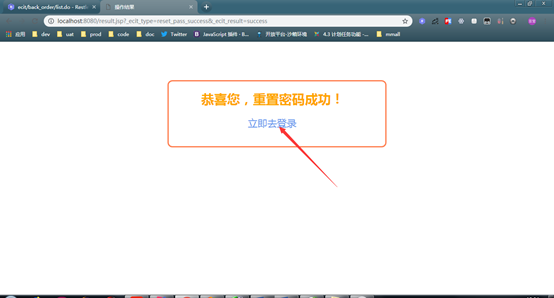 ecit/back_order/list.do - Restl
操作结果
localhost:8080/result.jsp?_ecit_type=reset_pass_success&_ecit_result=success
应用 dev uat prod code doc Twitter JavaScript 插件 - B... 开放平台-沙箱环境 4.3 计划任务功能 4... mmall
恭喜您，重置密码成功！
立即去登录